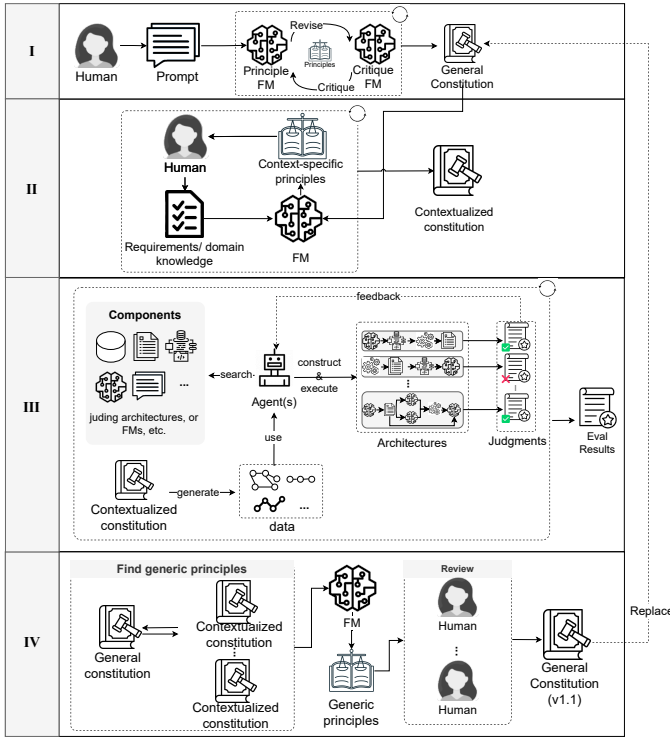 I
Human
Prompt
Revise
Principles
Critique
Principle
FM
Critique
FM
General
Constitution
II
Human
Context-specific
principles
Requirements/ domain
knowledge
FM
Contextualized
constitution
III
feedback
Components
juding architectures, or
FMs, etc.
...
search
Agent(s)
construct
&
execute
Architectures
Judgments
Eval
Results
use
Contextualized
constitution
generate
...
data
IV
Find generic principles
General
constitution
Contextualized
constitution
Contextualized
constitution
FM
Generic
principles
Review
Human
Human
General
Constitution
(v1.1)
Replace